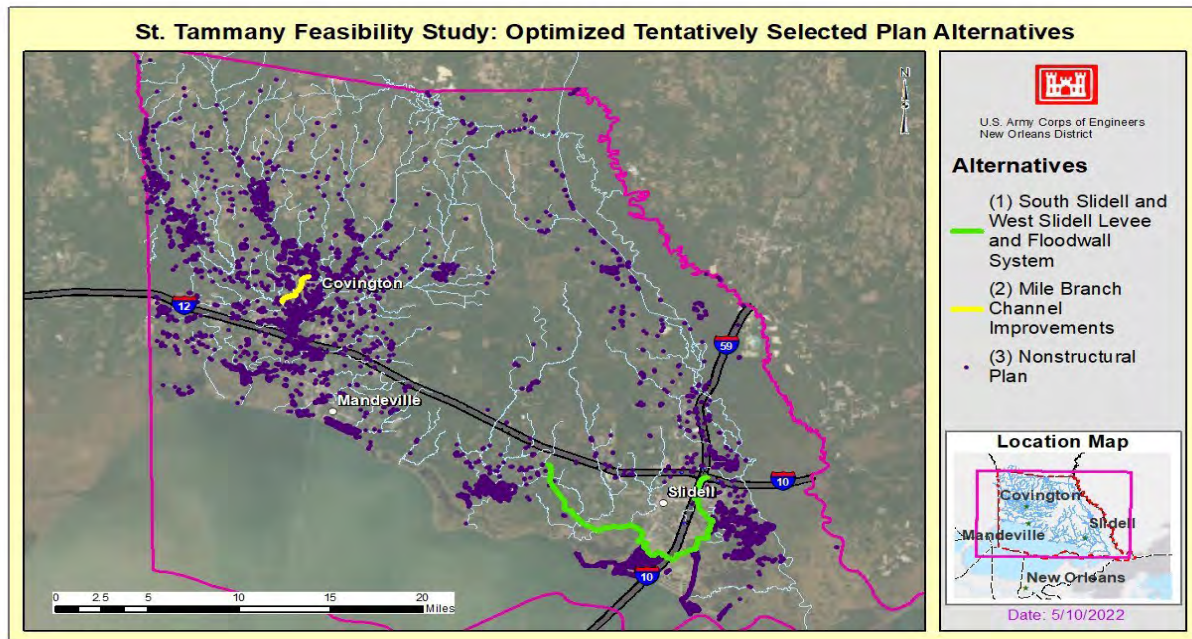 St. Tammany Feasibility Study: Optimized Tentatively Selected Plan Alternatives
N
12
Covington
Mandeville
59
10
Slidell
10
0 2.5 5 10 15 20
Miles
U.S. Army Corps of Engineers
New Orleans District
Alternatives
(1) South Slidell and
West Slidell Levee
and Floodwall
System
(2) Mile Branch
Channel
Improvements
(3) Nonstructural
Plan
Location Map
Covington
Slidell
Mandeville
New Orleans
Date: 5/10/2022